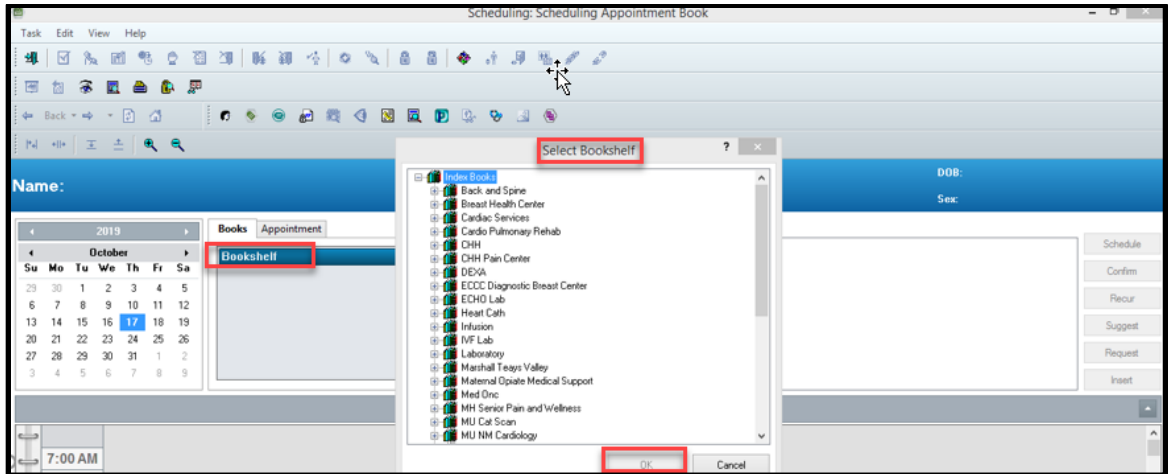 Scheduling: Scheduling Appointment Book
Task Edit View Help
Back
Select Bookshelf
?
Name:
DOB:
Sex:
Index Books
Back and Spine
Breast Health Center
Cardiac Services
Cardio Pulmonary Rehab
CHH
CHH Pain Center
DEXA
ECCC Diagnostic Breast Center
ECHO Lab
Heart Cath
Infusion
IVF Lab
Laboratory
Marshall Teays Valley
Maternal Opiate Medical Support
Med Onc
MH Senior Pain and Wellness
MU Cat Scan
MU NM Cardiology
OK Cancel
2019
October
Su Mo Tu We Th Fr Sa
29 30 1 2 3 4 5
6 7 8 9 10 11 12
13 14 15 16 17 18 19
20 21 22 23 24 25 26
27 28 29 30 31 1 2
3 4 5 6 7 8 9
Books Appointment
Bookshelf
Schedule
Confirm
Recur
Suggest
Request
Insert
7:00 AM